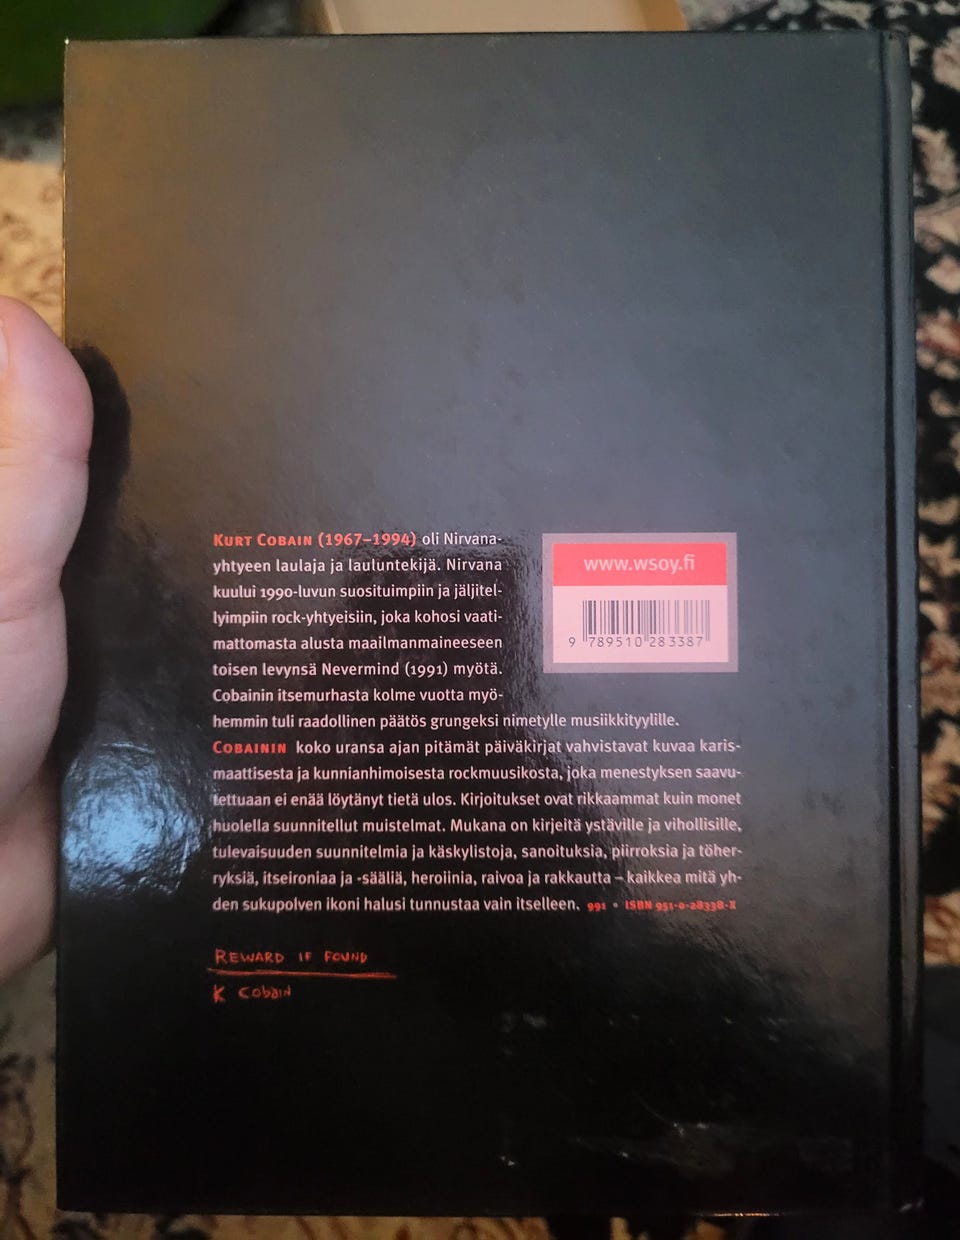 KURT COBAIN (1967–1994) oli Nirvana-
yhtyeen laulaja ja lauluntekijä. Nirvana
kuului 1990-luvun suosituimpiin ja jäljitel-
lyimpiin rock-yhtyeisiin, joka kohosi vaati-
mattomasta alusta maailmanmaineeseen
toisen levynsä Nevermind (1991) myötä.
Cobainin itsemurhasta kolme vuotta myö-
hemmin tuli raadollinen päätös grungeksi nimetylle musiikkityylille.
www.wsoy.fi
9 789510 283387
COBAININ koko uransa ajan pitämät päiväkirjat vahvistavat kuvaa karis-
maattisesta ja kunnianhimoisesta rockmuusikosta, joka menestyksen saavu-
tettuaan ei enää löytänyt tietä ulos. Kirjoitukset ovat rikkaammat kuin monet
huolella suunnitellut muistelmat. Mukana on kirjeitä ystäville ja vihollisille,
tulevaisuuden suunnitelmia ja käskylistoja, sanoituksia, piirroksia ja töher-
ryksiä, itseironiaa ja -sääliä, heroiinia, raivoa ja rakkautta – kaikkea mitä yh-
den sukupolven ikoni halusi tunnustaa vain itselleen. 991 • ISBN 951-0-28338-X
REWARD IF FOUND
K Cobain